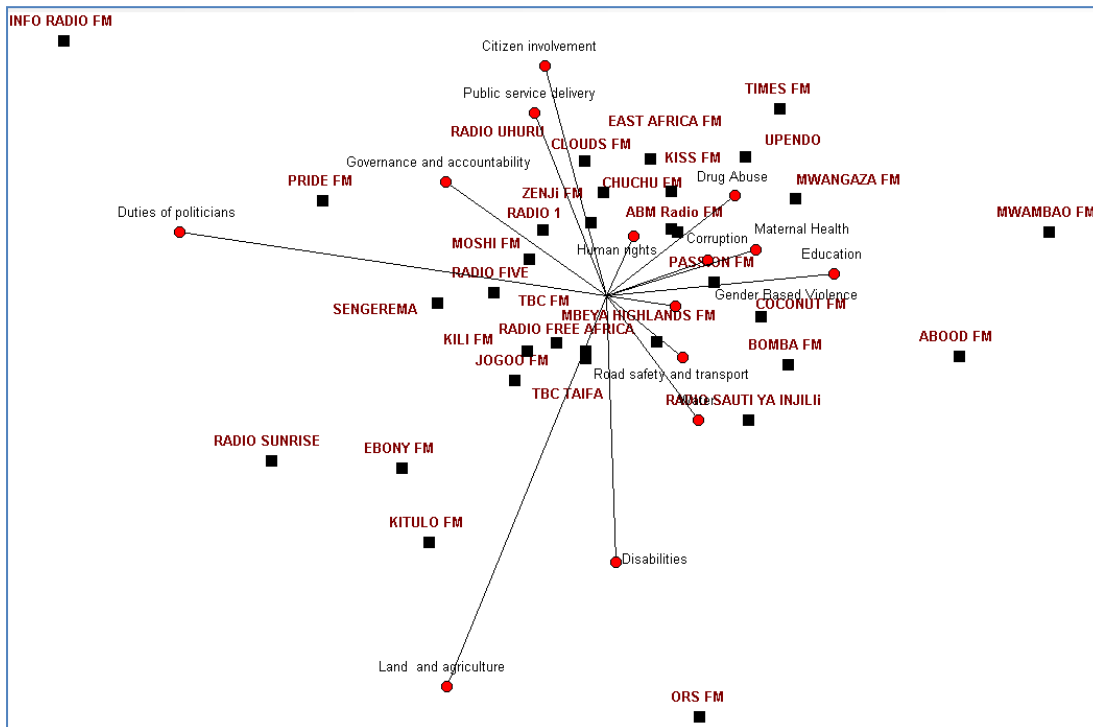 INFO RADIO FM
Citizen involvement
TIMES FM
Public service delivery
EAST AFRICA FM
RADIO UHURU
CLOUDS FM
UPENDO
KISS FM
Governance and accountability
PRIDE FM
CHUCHU FM
Drug Abuse
MWANGAZA FM
ZENJi FM
Duties of politicians
RADIO 1
ABM Radio FM
MWAMBAO FM
Maternal Health
Corruption
MOSHI FM
Human rights
Education
PASSION FM
RADIO FIVE
Gender Based Violence
SENGEREMA
TBC FM
COCONUT FM
MBEYA HIGHLANDS FM
RADIO FREE AFRICA
ABOOD FM
KILI FM
BOMBA FM
JOGOO FM
Road safety and transport
TBC TAIFA
RADIO SAUTI YA INJILIi
Water
RADIO SUNRISE
EBONY FM
KITULO FM
Disabilities
Land and agriculture
ORS FM